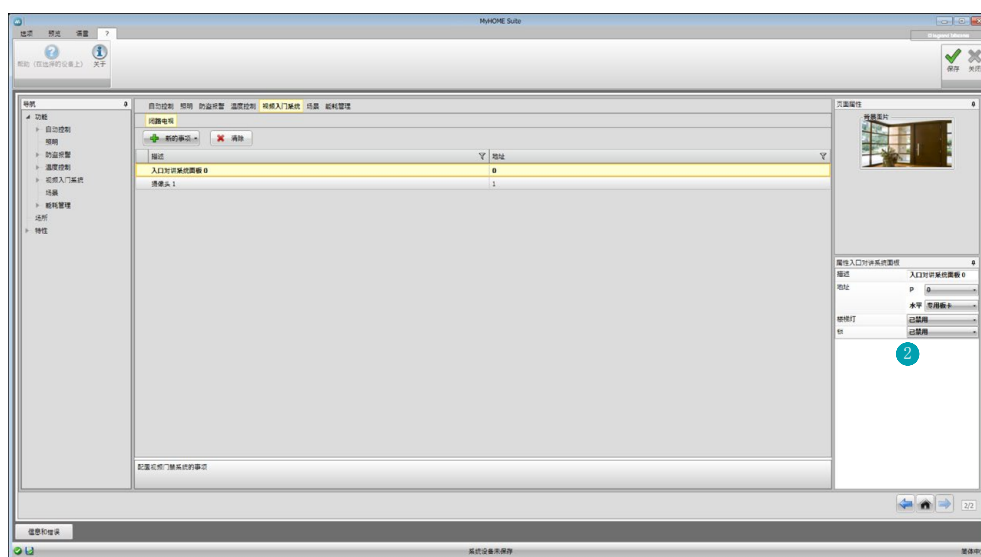 MyHOME Suite
选项 预览 语言 ?
帮助 (在选择的设备上) 关于
保存 关闭
导航
功能
自动控制
照明
防盗报警
温度控制
视频入门系统
场景
能耗管理
场所
特性
自动控制 照明 防盗报警 温度控制 视频入门系统 场景 能耗管理
闭路电视
新的事项 清除
描述 地址
入口对讲系统面板 0 0
摄像头 1 1
配置视频门禁系统的事项
页面属性
背景图片
属性入口对讲系统面板
描述 入口对讲系统面板 0
地址 P 0
水平 专用板卡
楼梯灯 已禁用
锁 已禁用
2
2/2
信息和错误
系统设备未保存 简体中